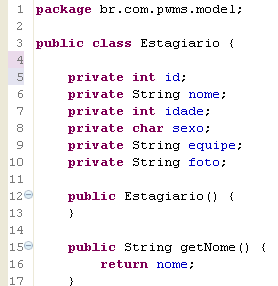 1 package br.com.pwms.model;
2
3 public class Estagiario {
4
5 private int id;
6 private String nome;
7 private int idade;
8 private char sexo;
9 private String equipe;
10 private String foto;
11
12 public Estagiario() {
13 }
14
15 public String getNome() {
16 return nome;
17 }